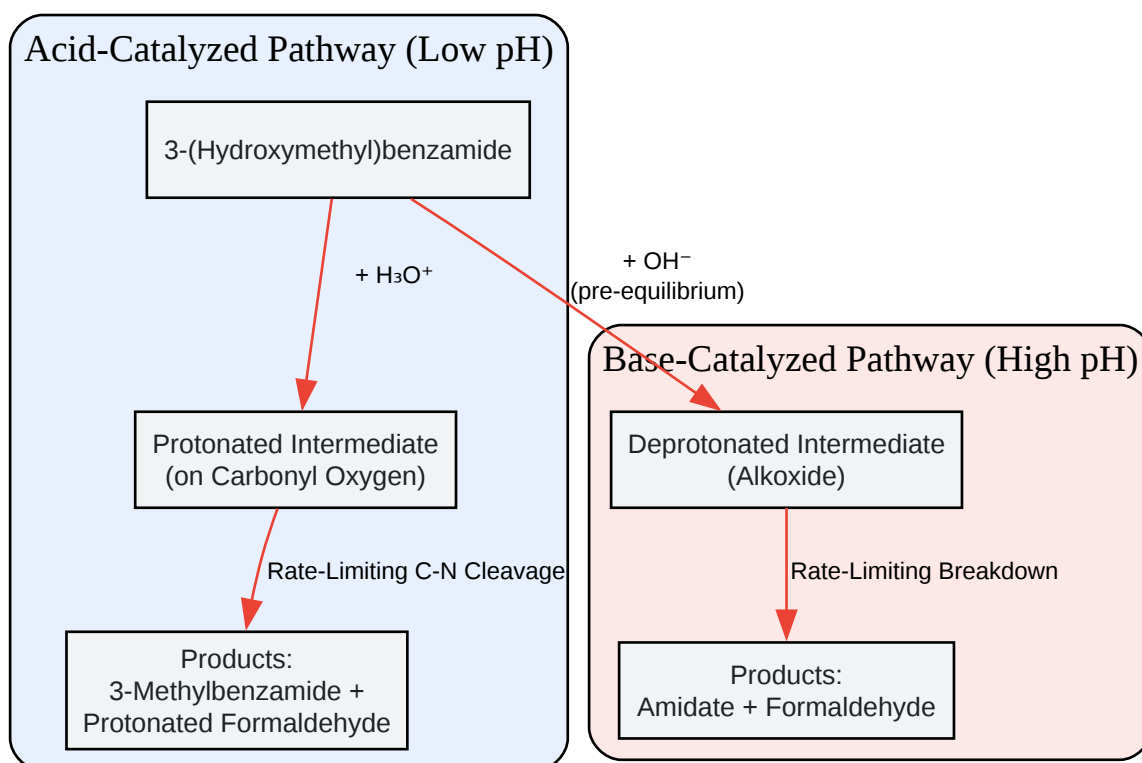 Acid-Catalyzed Pathway (Low pH)
3-(Hydroxymethyl)benzamide
+ H₃O⁺
+ OH⁻
(pre-equilibrium)
Base-Catalyzed Pathway (High pH)
Protonated Intermediate
(on Carbonyl Oxygen)
Deprotonated Intermediate
(Alkoxide)
Rate-Limiting C-N Cleavage
Rate-Limiting Breakdown
Products:
3-Methylbenzamide +
Protonated Formaldehyde
Products:
Amidate + Formaldehyde